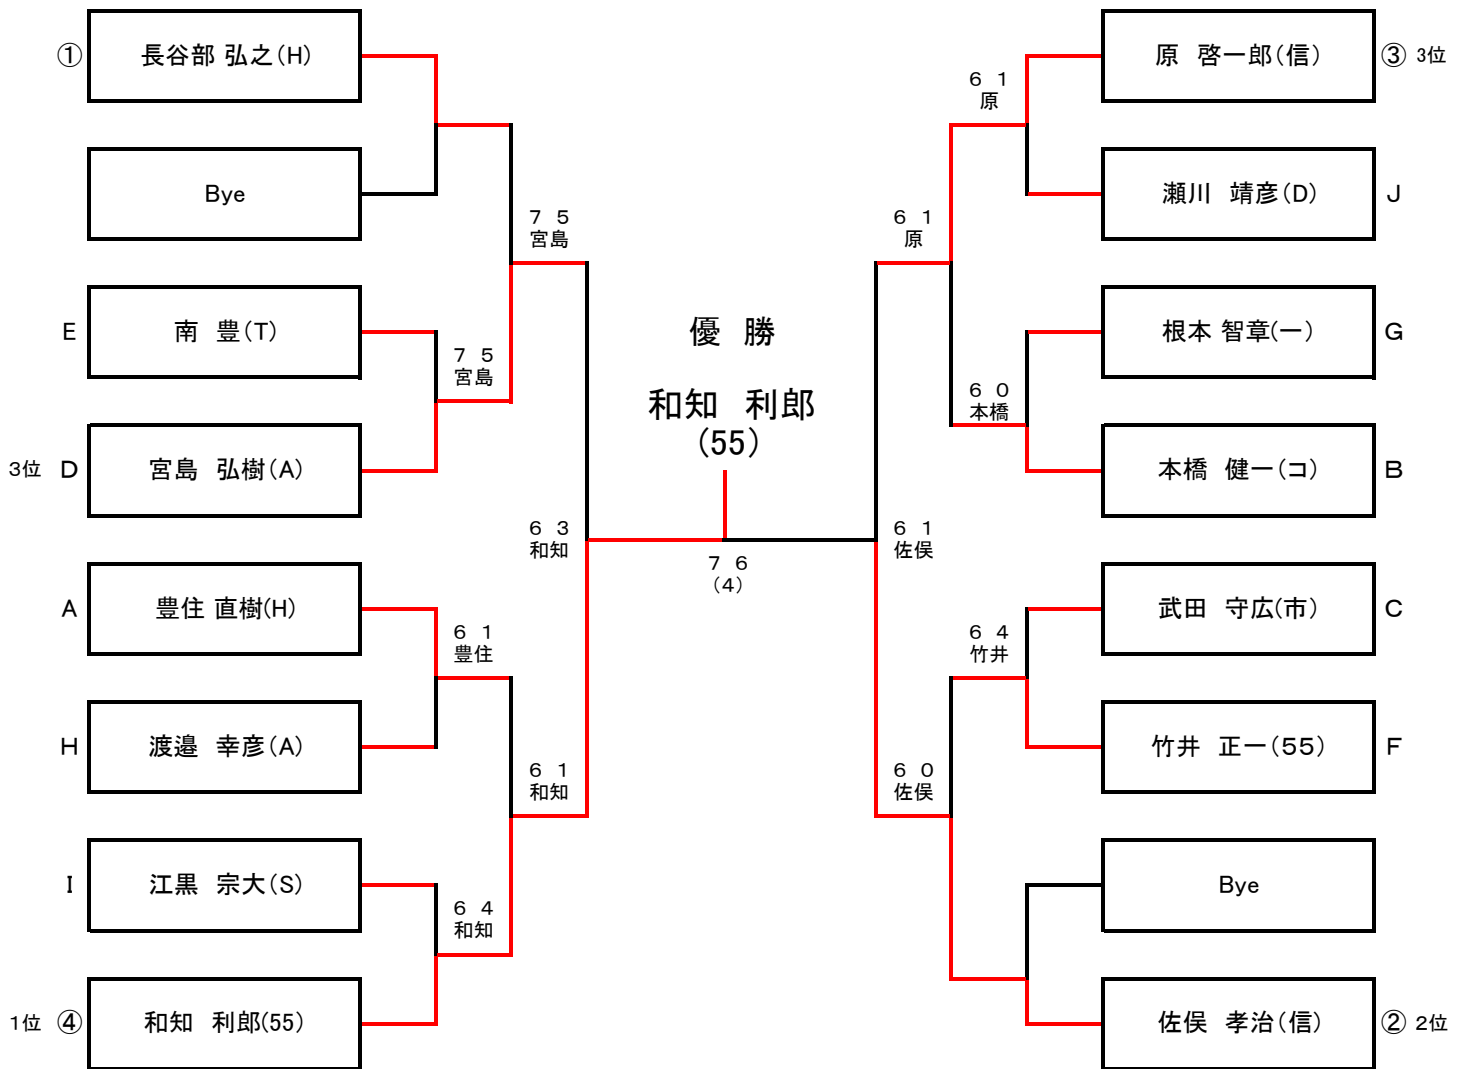 ① 長谷部 弘之(H)
Bye
7 5
宮島
E 南 豊(T)
7 5
宮島
3位 D 宮島 弘樹(A)
6 3
和知
A 豊住 直樹(H)
6 1
豊住
H 渡邉 幸彦(A)
6 1
和知
I 江黒 宗大(S)
6 4
和知
1位 ④ 和知 利郎(55)
優 勝
和知 利郎
(55)
7 6
(4)
原 啓一郎(信) ③ 3位
6 1
原
瀬川 靖彦(D) J
6 1
原
根本 智章(一) G
6 0
本橋
本橋 健一(コ) B
6 1
佐俣
武田 守広(市) C
6 4
竹井
竹井 正一(55) F
6 0
佐俣
Bye
佐俣 孝治(信) ② 2位